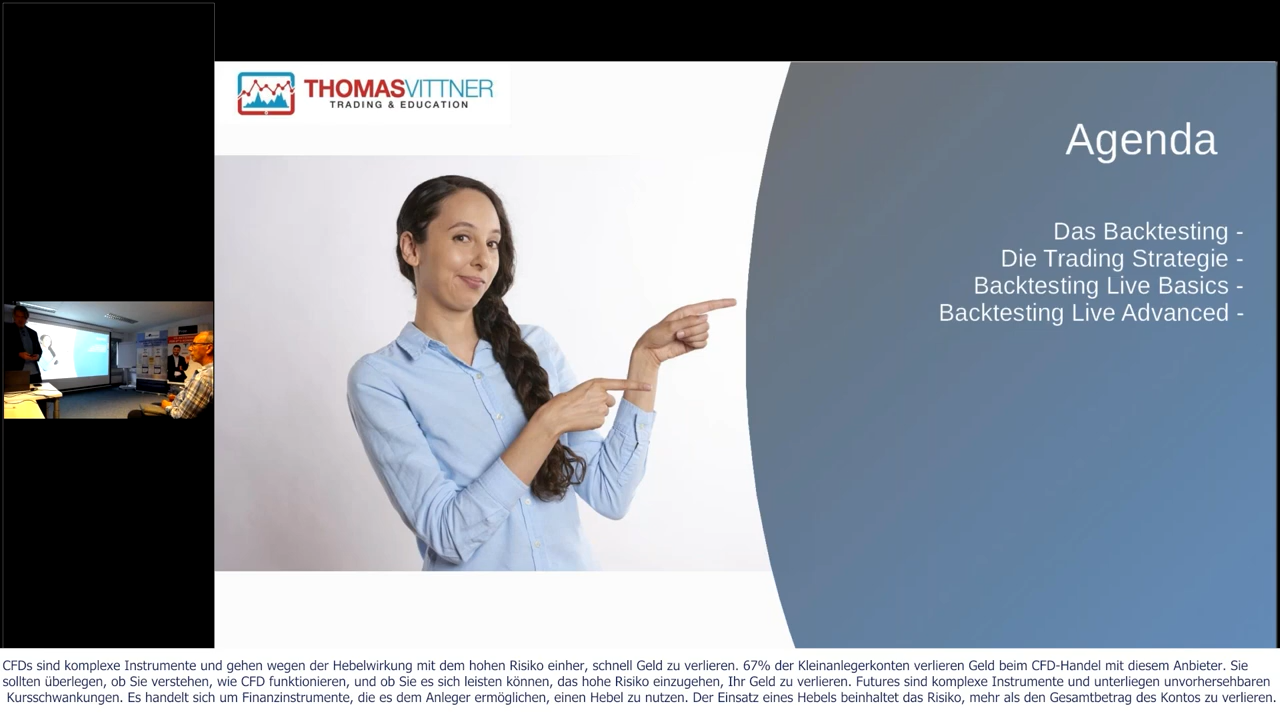 THOMASVITTNER
TRADING & EDUCATION
Agenda
Das Backtesting -
Die Trading Strategie -
Backtesting Live Basics -
Backtesting Live Advanced -
CFDs sind komplexe Instrumente und gehen wegen der Hebelwirkung mit dem hohen Risiko einher, schnell Geld zu verlieren. 67% der Kleinanlegerkonten verlieren Geld beim CFD-Handel mit diesem Anbieter. Sie
sollten überlegen, ob Sie verstehen, wie CFD funktionieren, und ob Sie es sich leisten können, das hohe Risiko einzugehen, Ihr Geld zu verlieren. Futures sind komplexe Instrumente und unterliegen unvorhersehbaren
Kursschwankungen. Es handelt sich um Finanzinstrumente, die es dem Anleger ermöglichen, einen Hebel zu nutzen. Der Einsatz eines Hebels beinhaltet das Risiko, mehr als den Gesamtbetrag des Kontos zu verlieren.